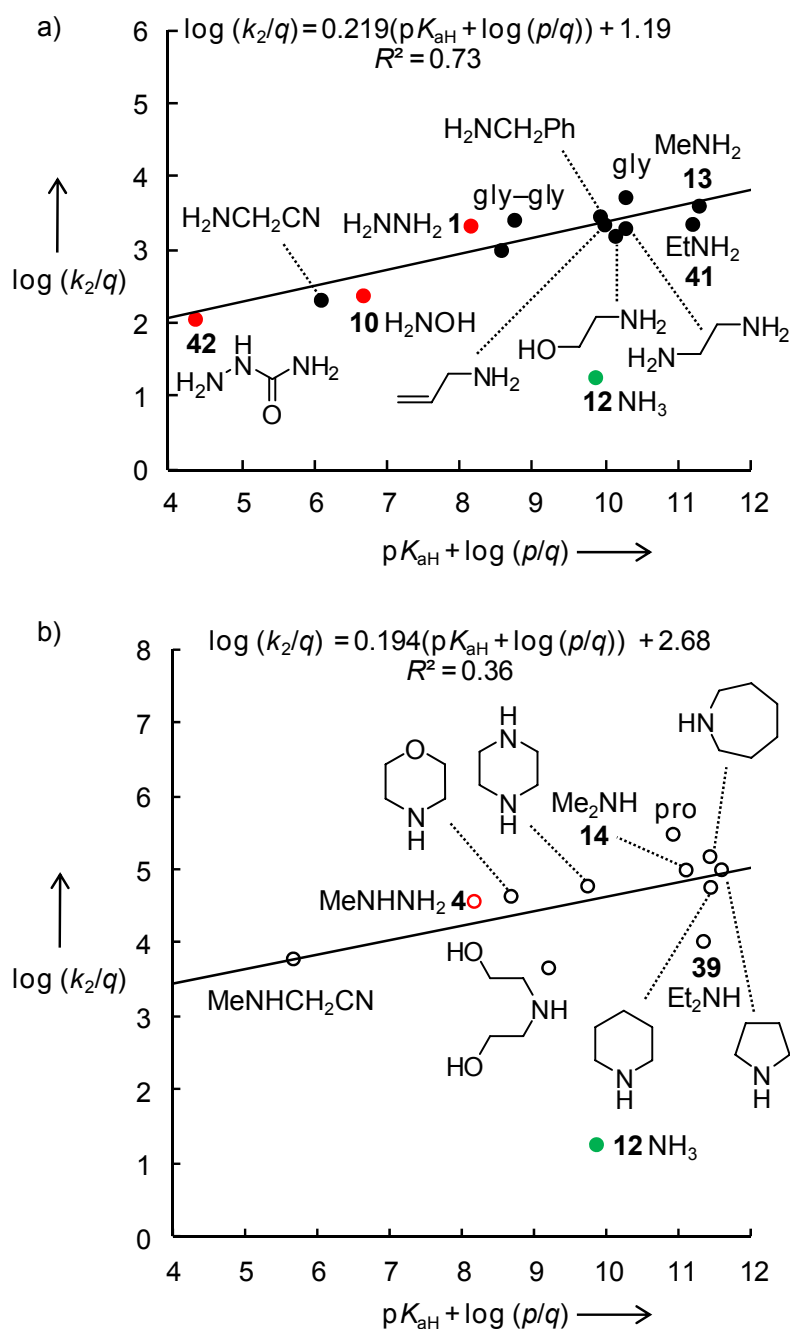 a)
log (k₂/q) = 0.219(pKₐH + log (p/q)) + 1.19
R² = 0.73
6
5
4
3
2
1
0
log (k₂/q)
H₂NCH₂Ph
gly
MeNH₂
13
gly–gly
H₂NCH₂CN
H₂NNH₂ 1
EtNH₂
41
10 H₂NOH
42
H
N
H₂N
NH₂
O
NH₂
HO
NH₂
NH₂
H₂N
12 NH₃
4 5 6 7 8 9 10 11 12
pKₐH + log (p/q)
b)
log (k₂/q) = 0.194(pKₐH + log (p/q)) + 2.68
R² = 0.36
8
7
6
5
4
3
2
1
0
log (k₂/q)
O
N
H
H
N
N
H
HN
Me₂NH
14
pro
MeNHNH₂ 4
MeNHCH₂CN
HO
NH
HO
39
Et₂NH
N
H
N
H
12 NH₃
4 5 6 7 8 9 10 11 12
pKₐH + log (p/q)